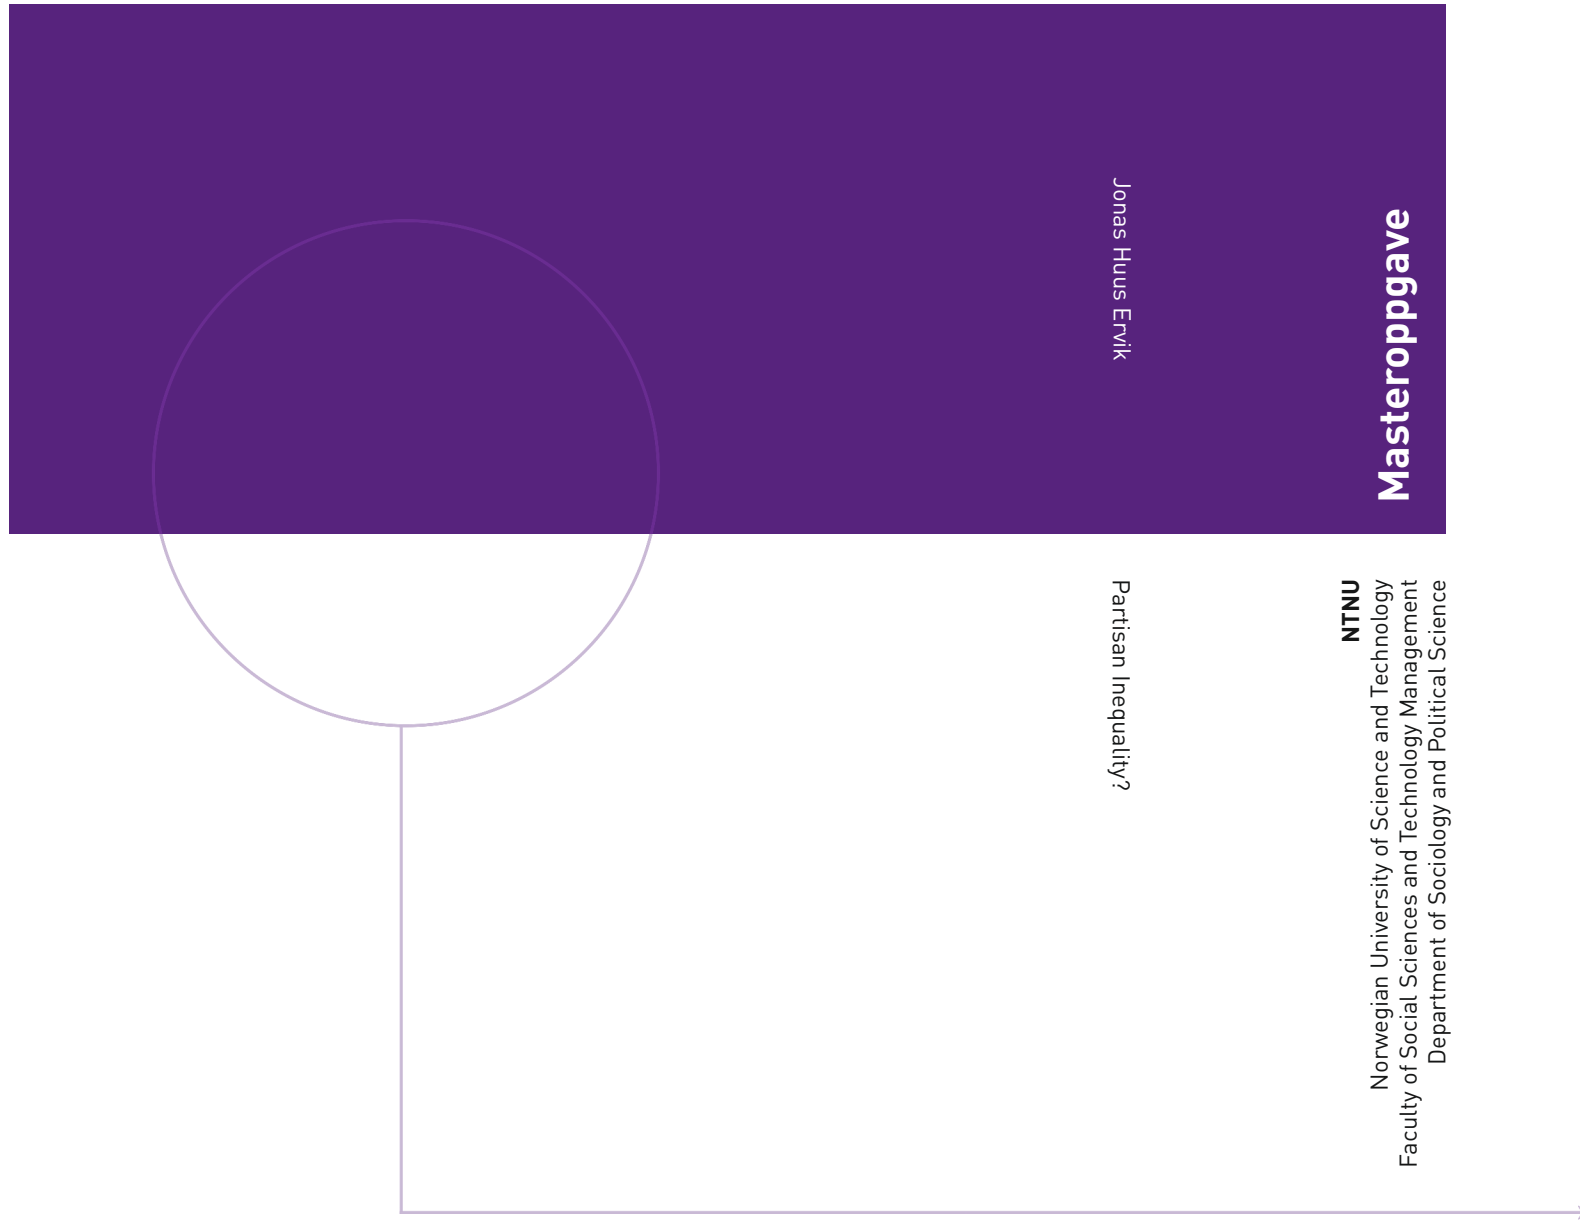 Jonas Huus Ervik
Partisan Inequality?
Masteroppgave
NTNU
Norwegian University of Science and Technology
Faculty of Social Sciences and Technology Management
Department of Sociology and Political Science